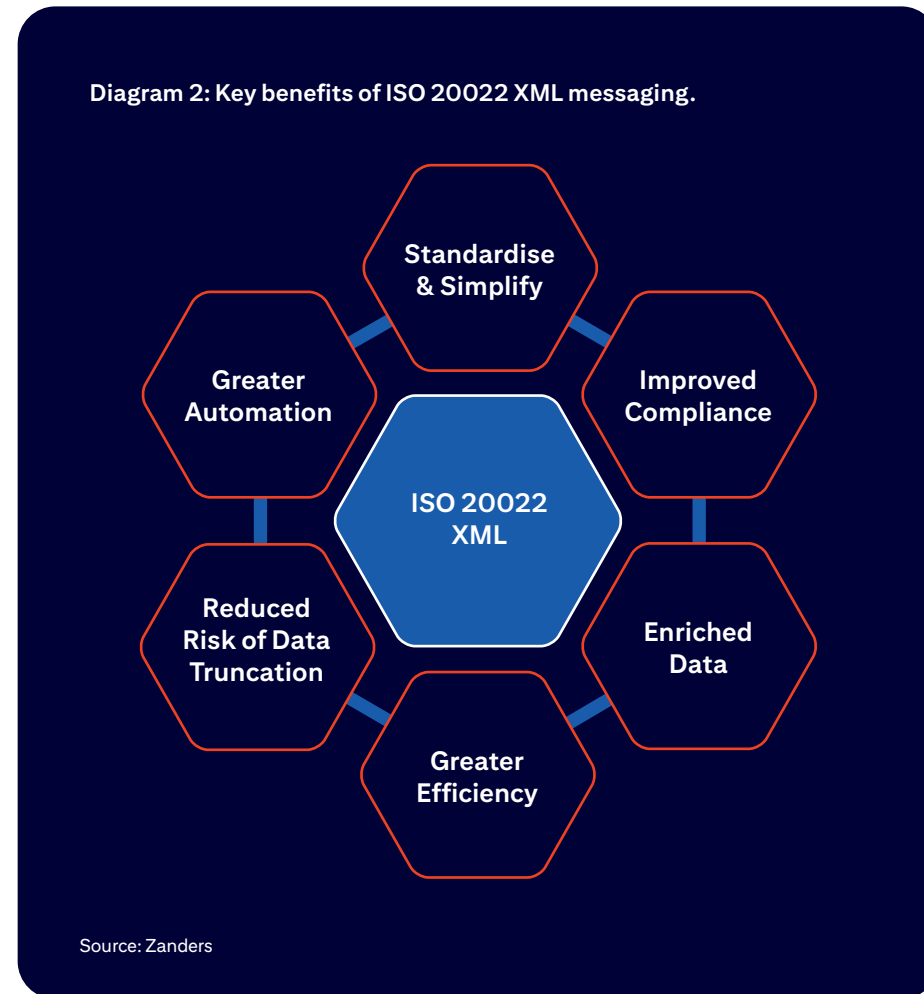 Diagram 2: Key benefits of ISO 20022 XML messaging.
Standardise
& Simplify
Greater
Automation
Improved
Compliance
ISO 20022
XML
Reduced
Risk of Data
Truncation
Enriched
Data
Greater
Efficiency
Source: Zanders